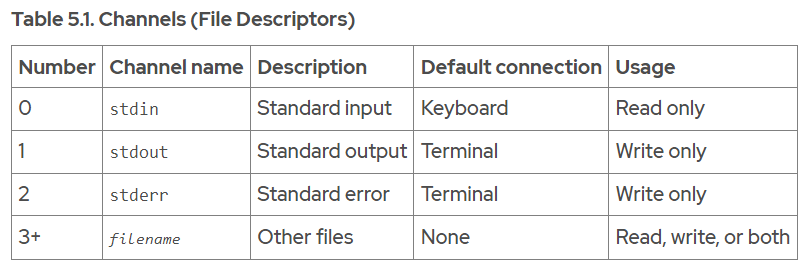 Table 5.1. Channels (File Descriptors)
Number Channel name Description Default connection Usage
0 stdin Standard input Keyboard Read only
1 stdout Standard output Terminal Write only
2 stderr Standard error Terminal Write only
3+ filename Other files None Read, write, or both